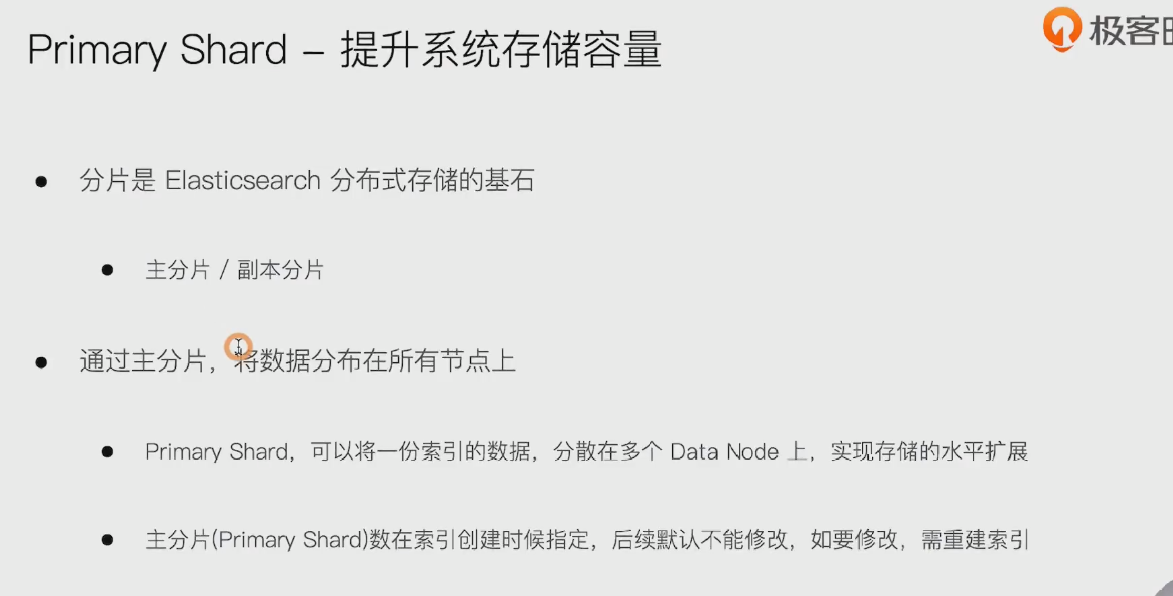 Primary Shard – 提升系统存储容量
极客
分片是 Elasticsearch 分布式存储的基石
主分片 / 副本分片
通过主分片，将数据分布在所有节点上
Primary Shard，可以将一份索引的数据，分散在多个 Data Node 上，实现存储的水平扩展
主分片(Primary Shard)数在索引创建时候指定，后续默认不能修改，如要修改，需重建索引